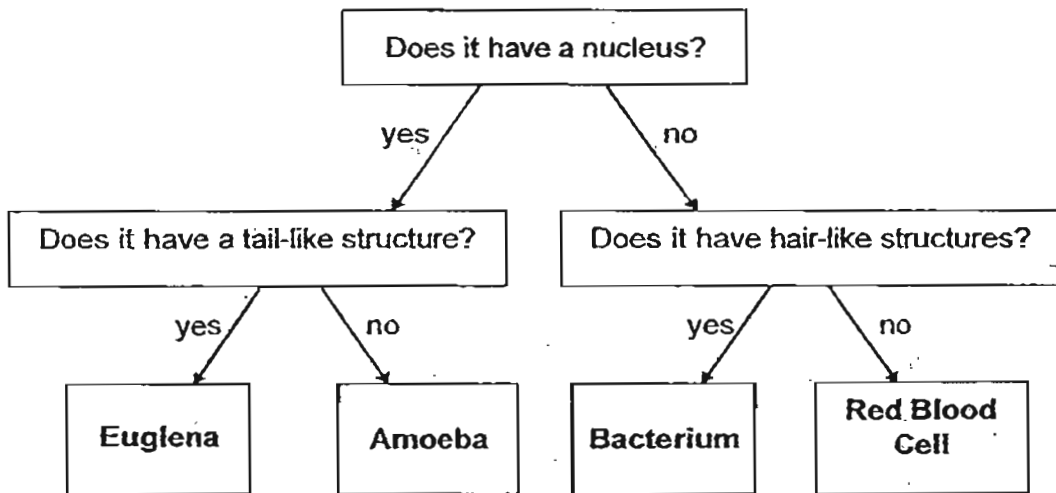 Does it have a nucleus?
yes
no
Does it have a tail-like structure?
Does it have hair-like structures?
yes
no
yes
no
Euglena
Amoeba
Bacterium
Red Blood
Cell